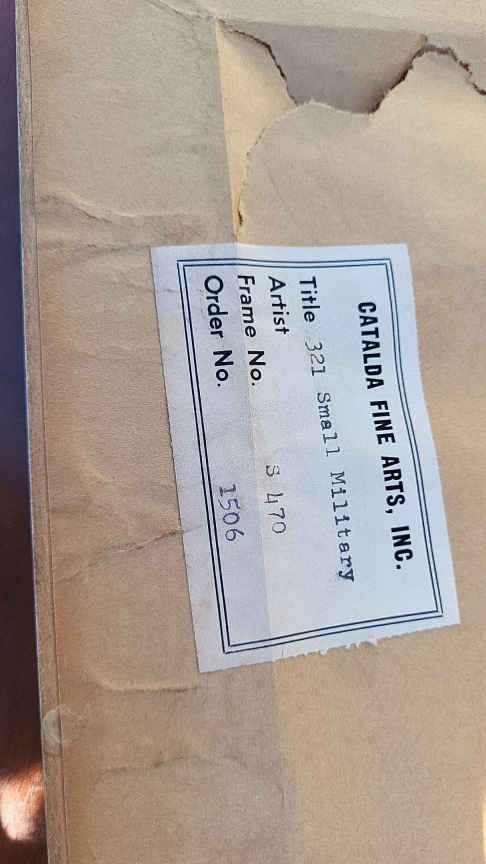 CATALDA FINE ARTS, INC.
Title 321 Small Military
Artist
Frame No. S 470
Order No. 1506